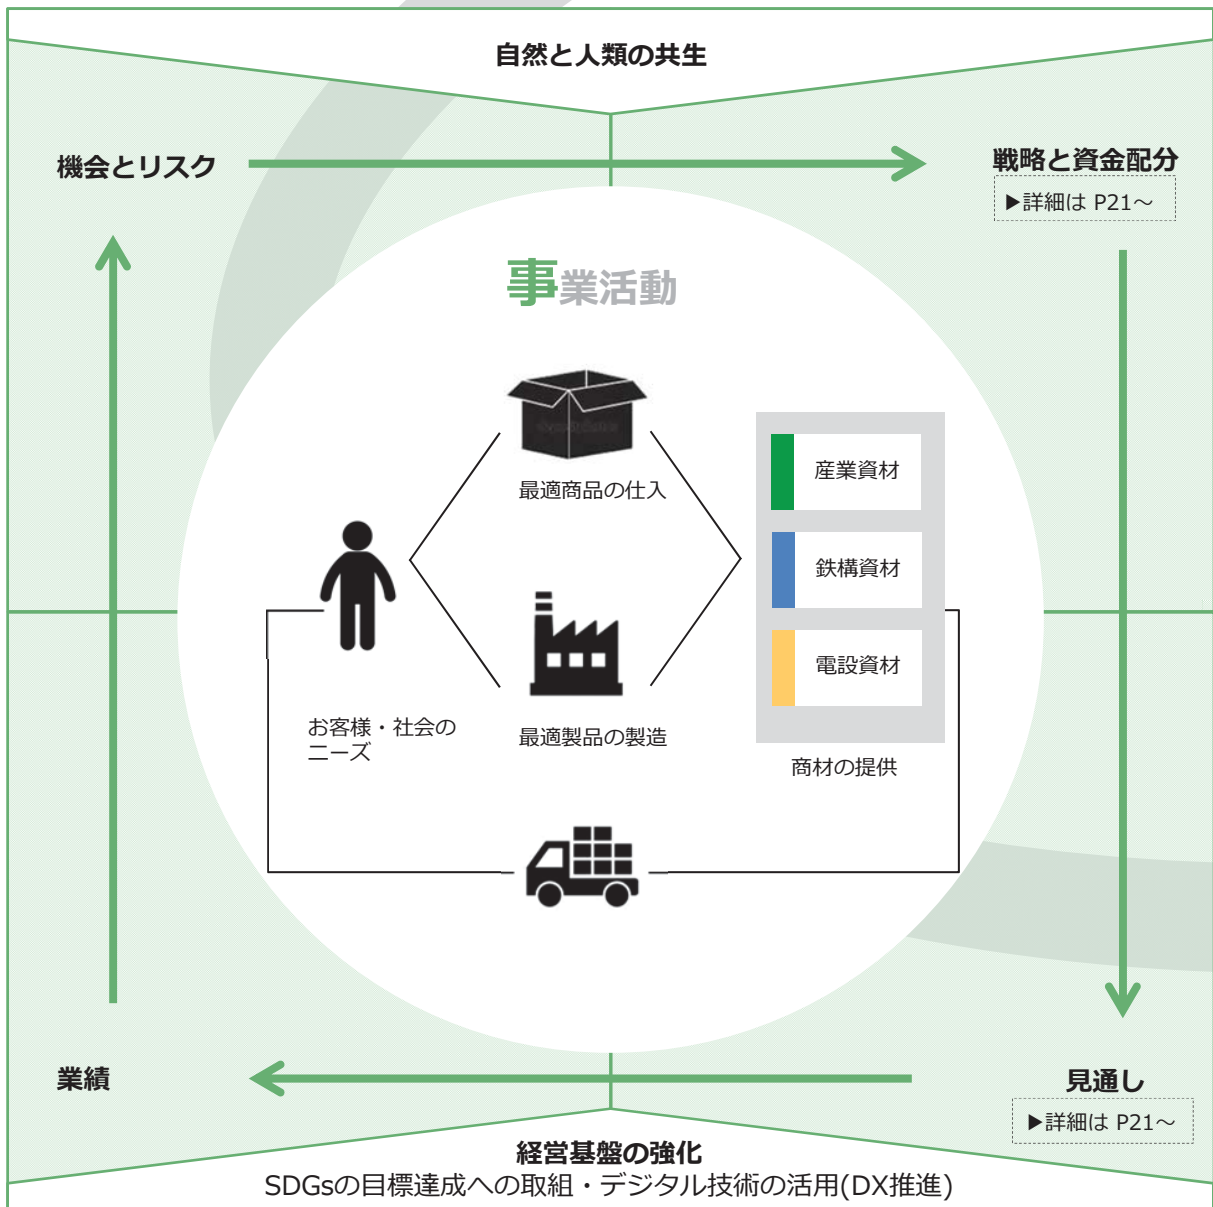 自然と人類の共生
機会とリスク
戦略と資金配分
▶詳細は P21～
事業活動
最適商品の仕入
産業資材
鉄構資材
電設資材
お客様・社会の
ニーズ
最適製品の製造
商材の提供
業績
見通し
▶詳細は P21～
経営基盤の強化
SDGsの目標達成への取組・デジタル技術の活用(DX推進)